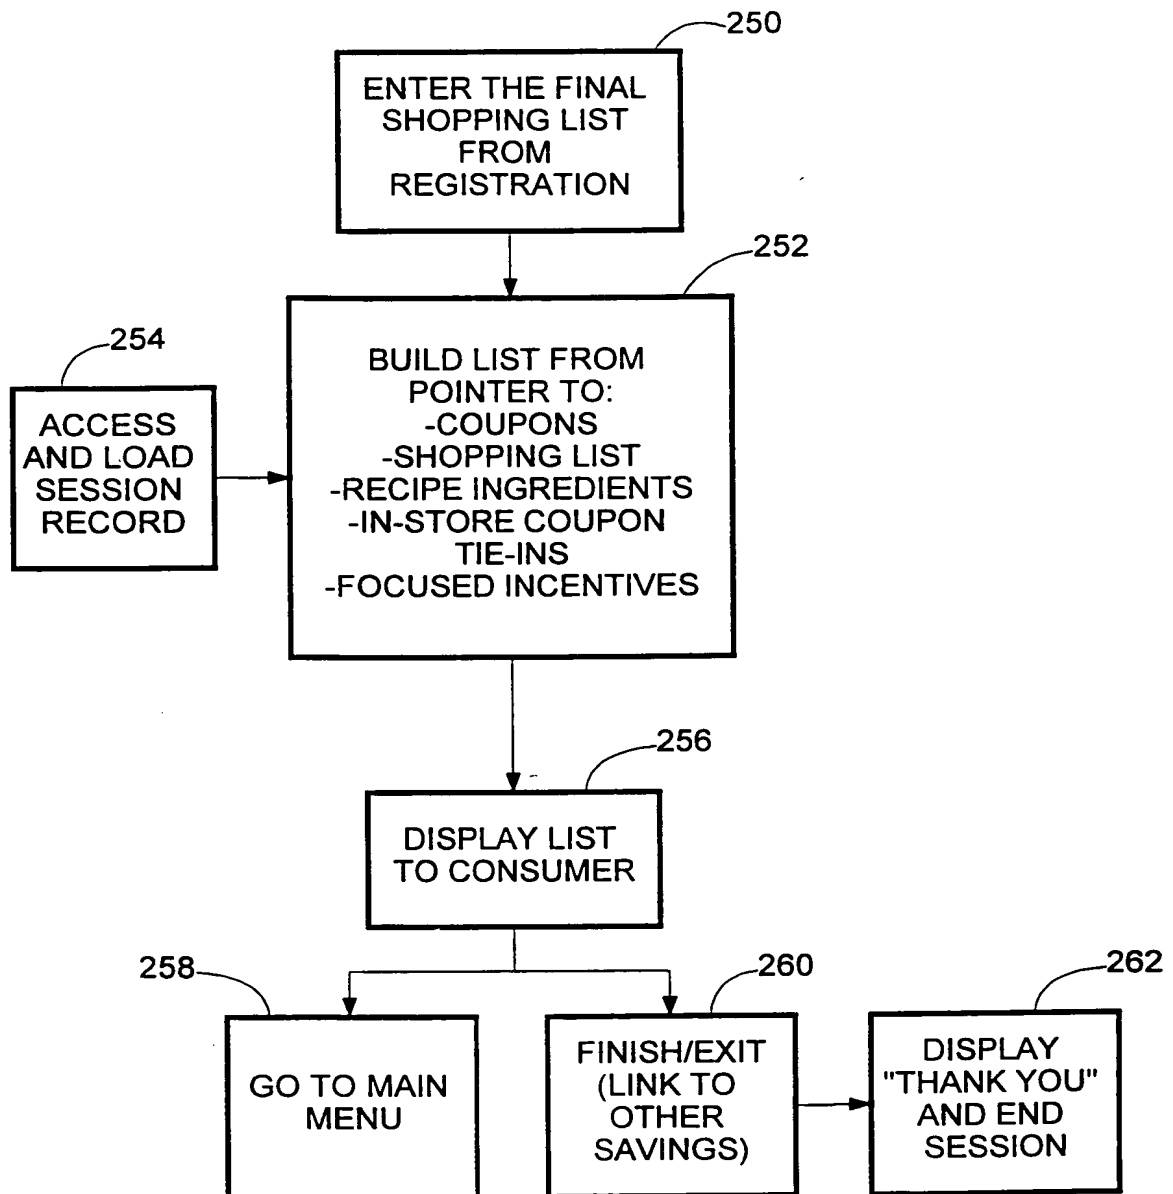 250
ENTER THE FINAL
SHOPPING LIST
FROM
REGISTRATION
252
254
BUILD LIST FROM
POINTER TO:
-COUPONS
-SHOPPING LIST
-RECIPE INGREDIENTS
-IN-STORE COUPON
TIE-INS
-FOCUSED INCENTIVES
ACCESS
AND LOAD
SESSION
RECORD
256
DISPLAY LIST
TO CONSUMER
258
GO TO MAIN
MENU
260
FINISH/EXIT
(LINK TO
OTHER
SAVINGS)
262
DISPLAY
"THANK YOU"
AND END
SESSION